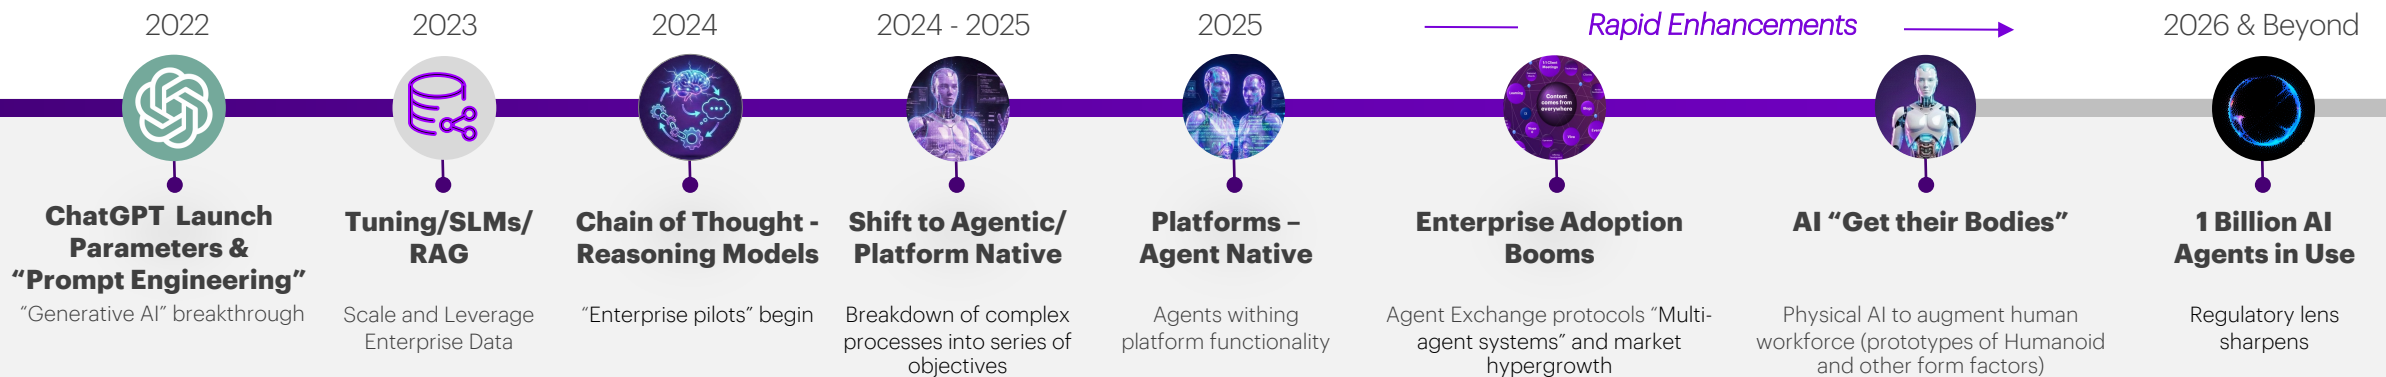 2022
2023
2024
2024 - 2025
2025
Rapid Enhancements
2026 & Beyond
Content
comes from
everywhere
ChatGPT Launch
Parameters &
“Prompt Engineering”
“Generative AI” breakthrough
Tuning/SLMs/
RAG
Scale and Leverage
Enterprise Data
Chain of Thought -
Reasoning Models
“Enterprise pilots” begin
Shift to Agentic/
Platform Native
Breakdown of complex
processes into series of
objectives
Platforms –
Agent Native
Agents withing
platform functionality
Enterprise Adoption
Booms
Agent Exchange protocols “Multi-
agent systems” and market
hypergrowth
AI “Get their Bodies”
Physical AI to augment human
workforce (prototypes of Humanoid
and other form factors)
1 Billion AI
Agents in Use
Regulatory lens
sharpens